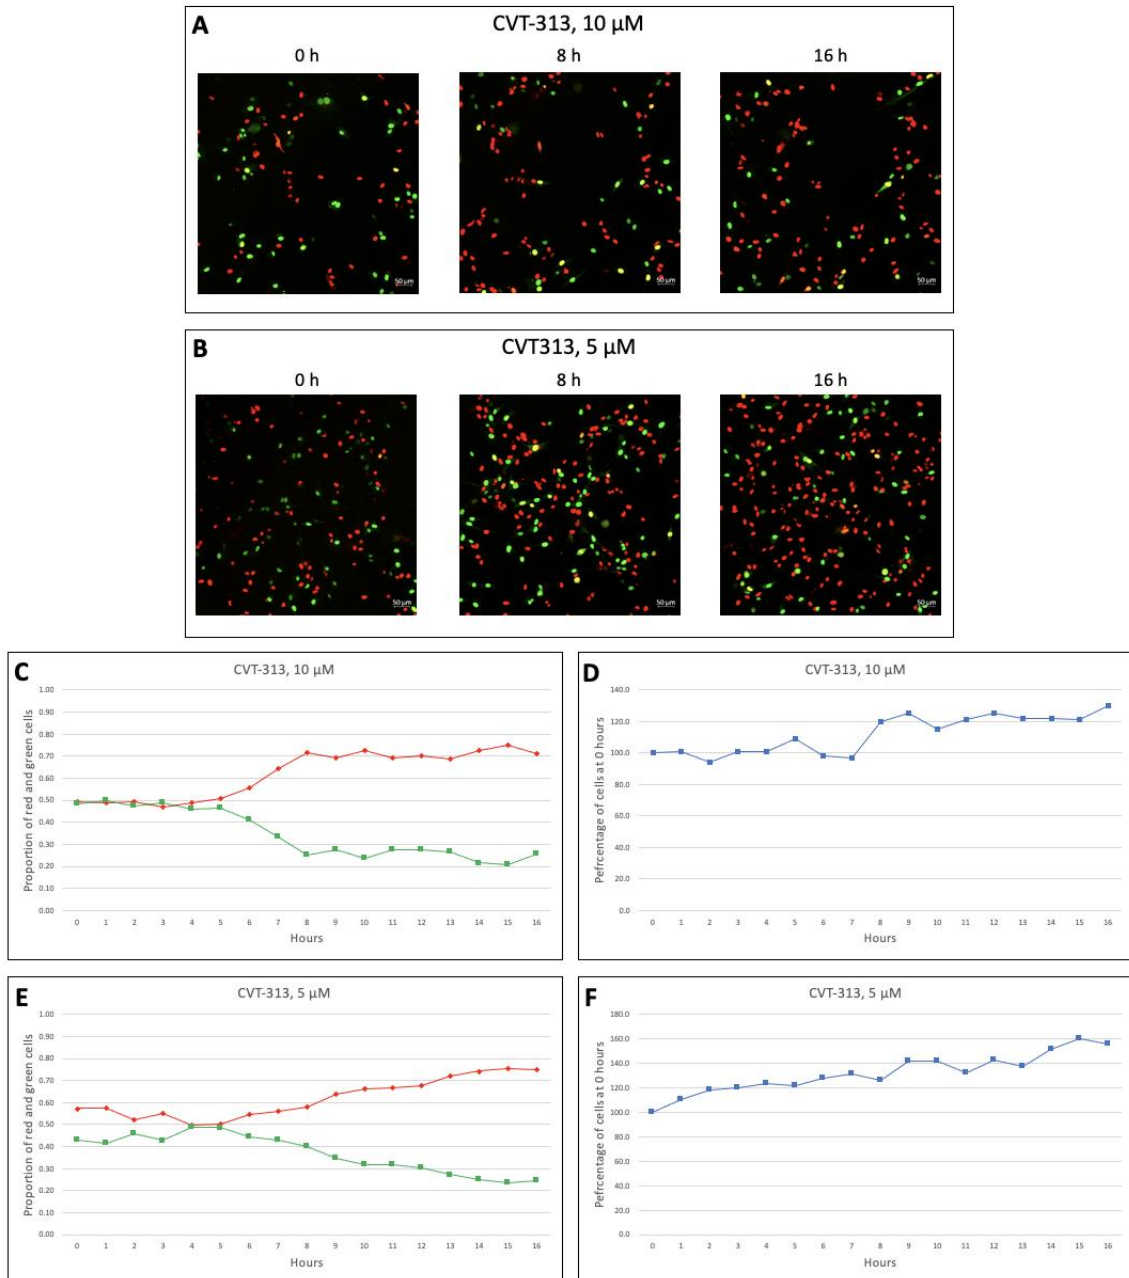 A
CVT-313, 10 µM
0 h
8 h
16 h
50 µm
50 µm
50 µm
B
CVT313, 5 µM
0 h
8 h
16 h
50 µm
50 µm
50 µm
C
CVT-313, 10 µM
Proportion of red and green cells
1.00
0.90
0.80
0.70
0.60
0.50
0.40
0.30
0.20
0.10
0.00
0 1 2 3 4 5 6 7 8 9 10 11 12 13 14 15 16
Hours
D
CVT-313, 10 µM
Pefrcentage of cells at 0 hours
140.0
120.0
100.0
80.0
60.0
40.0
20.0
0.0
0 1 2 3 4 5 6 7 8 9 10 11 12 13 14 15 16
Hours
E
CVT-313, 5 µM
Proportion of red and green cells
1.00
0.90
0.80
0.70
0.60
0.50
0.40
0.30
0.20
0.10
0.00
0 1 2 3 4 5 6 7 8 9 10 11 12 13 14 15 16
Hours
F
CVT-313, 5 µM
Pefrcentage of cells at 0 hours
180.0
160.0
140.0
120.0
100.0
80.0
60.0
40.0
20.0
0.0
0 1 2 3 4 5 6 7 8 9 10 11 12 13 14 15 16
Hours